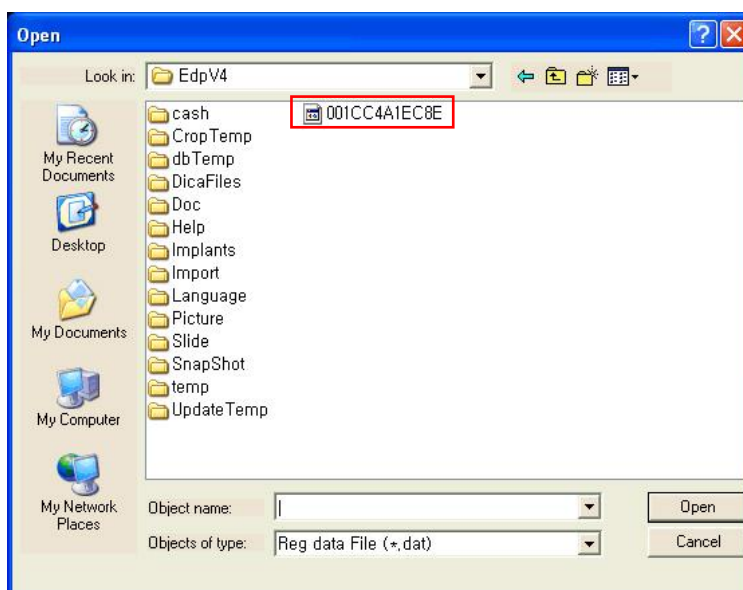 Open
Look in: EdpV4
My Recent
Documents
Desktop
My Documents
My Computer
My Network
Places
cash
CropTemp
dbTemp
DicaFiles
Doc
Help
Implants
Import
Language
Picture
Slide
SnapShot
temp
UpdateTemp
001CC4A1EC8E
Object name:
Open
Objects of type: Reg data File (*,dat)
Cancel